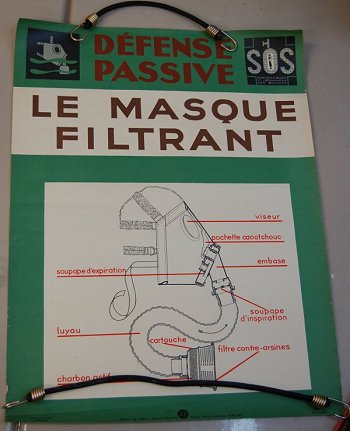 DÉFENSE
PASSIVE
SOS
LE MASQUE
FILTRANT
viseur
pochette caoutchouc
embase
soupape d'expiration
soupape
d'inspiration
tuyau
cartouche
filtre contre-arsines
charbon actif